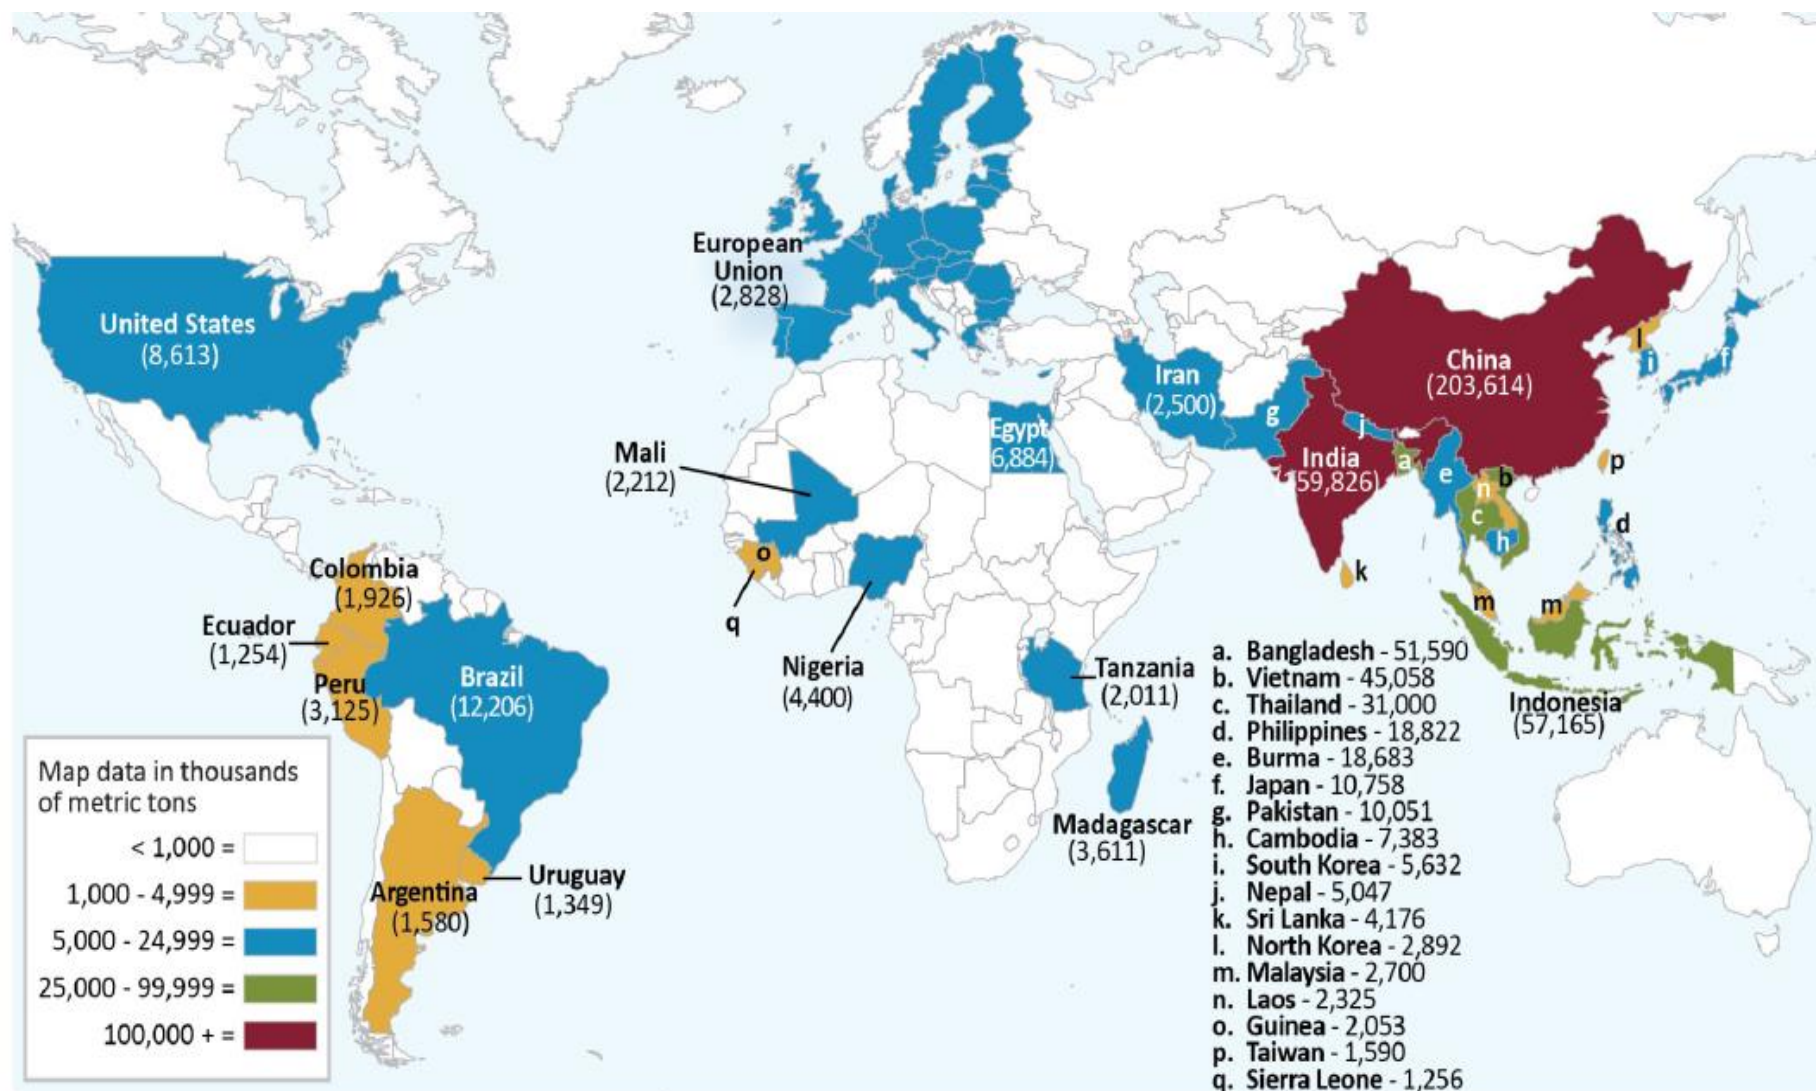 European
Union
(2,828)
United States
(8,613)
China
(203,614)
Iran
(2,500)
Egypt
(6,884)
India
(159,826)
Mali
(2,212)
Colombia
(1,926)
Ecuador
(1,254)
Peru
(3,125)
Brazil
(12,206)
Nigeria
(4,400)
Tanzania
(2,011)
Madagascar
(3,611)
Indonesia
(57,165)
Argentina
(1,580)
Uruguay
(1,349)
l
i
f
g
j
a
e
b
n
c
h
p
d
k
m
m
o
q
Map data in thousands
of metric tons
< 1,000 =
1,000 - 4,999 =
5,000 - 24,999 =
25,000 - 99,999 =
100,000 + =
a. Bangladesh - 51,590
b. Vietnam - 45,058
c. Thailand - 31,000
d. Philippines - 18,822
e. Burma - 18,683
f. Japan - 10,758
g. Pakistan - 10,051
h. Cambodia - 7,383
i. South Korea - 5,632
j. Nepal - 5,047
k. Sri Lanka - 4,176
l. North Korea - 2,892
m. Malaysia - 2,700
n. Laos - 2,325
o. Guinea - 2,053
p. Taiwan - 1,590
q. Sierra Leone - 1,256